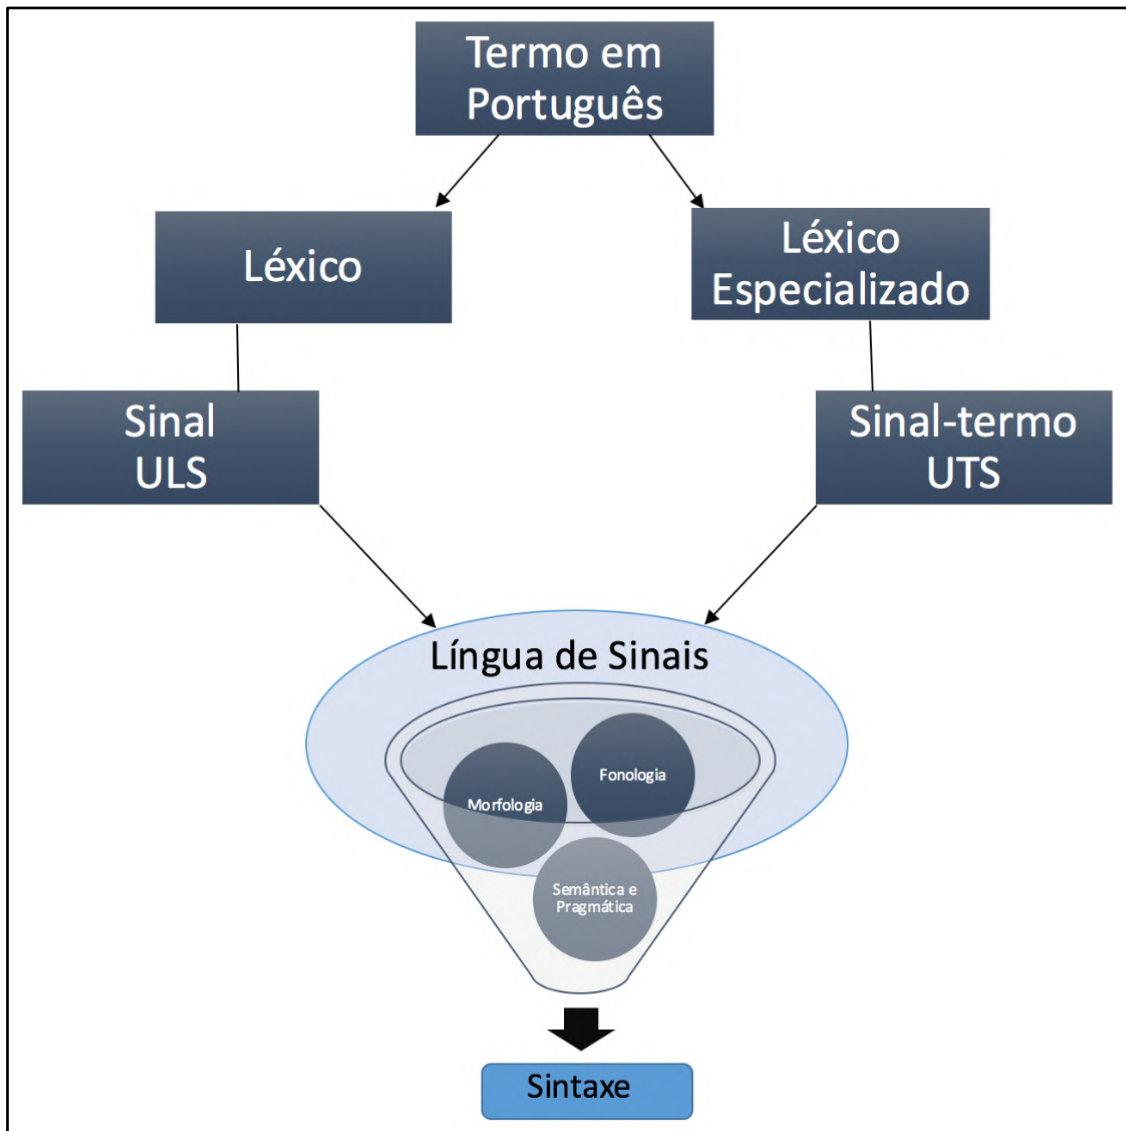 Termo em
Português
Léxico
Léxico
Especializado
Sinal
ULS
Sinal-termo
UTS
Língua de Sinais
Fonologia
Morfologia
Semântica e
Pragmática
Sintaxe